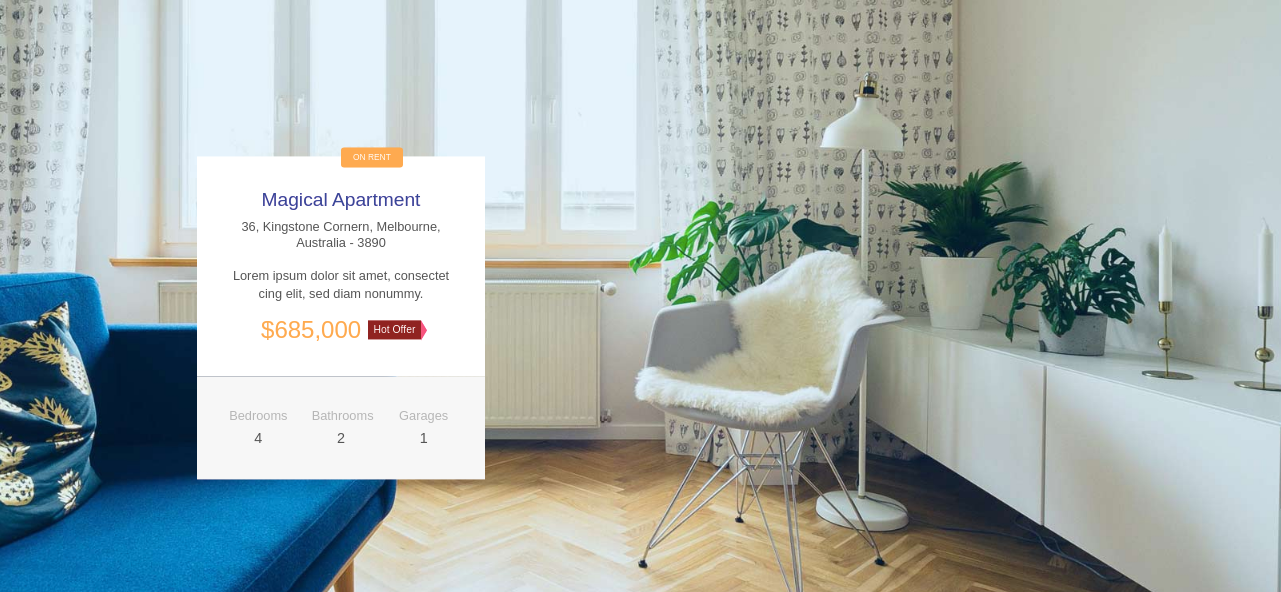 ON RENT
Magical Apartment
36, Kingstone Cornern, Melbourne,
Australia - 3890
Lorem ipsum dolor sit amet, consectet
cing elit, sed diam nonummy.
$685,000 Hot Offer
Bedrooms Bathrooms Garages
4 2 1